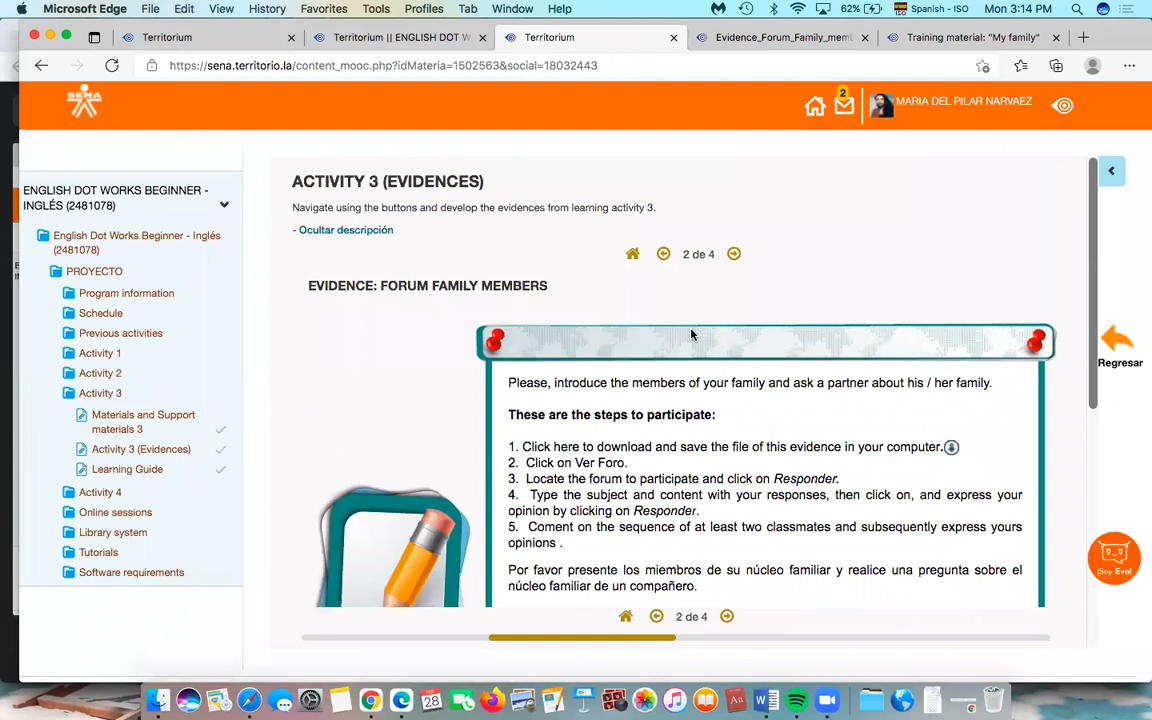 Microsoft Edge File Edit View History Favorites Tools Profiles Tab Window Help 62% Spanish - ISO Mon 3:14 PM
Territorium Territorium || ENGLISH DOT W Territorium Evidence_Forum_Family_mem Training material: "My family"
https://sena.territorio.la/content_mooc.php?idMateria=1502563&social=18032443
SENA
2
MARIA DEL PILAR NARVAEZ
ENGLISH DOT WORKS BEGINNER -
INGLÉS (2481078)
English Dot Works Beginner - Inglés
(2481078)
PROYECTO
Program information
Schedule
Previous activities
Activity 1
Activity 2
Activity 3
Materials and Support
materials 3
Activity 3 (Evidences)
Learning Guide
Activity 4
Online sessions
Library system
Tutorials
Software requirements
ACTIVITY 3 (EVIDENCES)
Navigate using the buttons and develop the evidences from learning activity 3.
- Ocultar descripción
2 de 4
EVIDENCE: FORUM FAMILY MEMBERS
Please, introduce the members of your family and ask a partner about his / her family.
These are the steps to participate:
1. Click here to download and save the file of this evidence in your computer.
2. Click on Ver Foro.
3. Locate the forum to participate and click on Responder.
4. Type the subject and content with your responses, then click on, and express your
opinion by clicking on Responder.
5. Coment on the sequence of at least two classmates and subsequently express yours
opinions .
Por favor presente los miembros de su núcleo familiar y realice una pregunta sobre el
núcleo familiar de un compañero.
2 de 4
Regresar
¡Soy Eva!
28